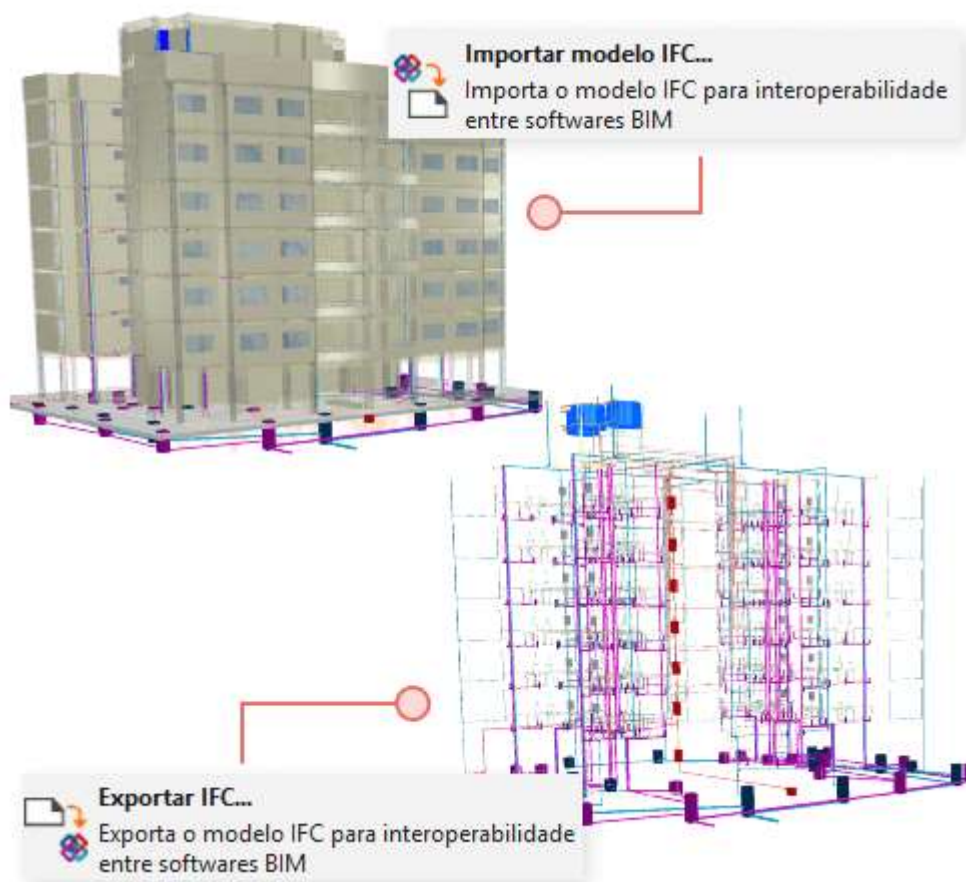 Importar modelo IFC...
Importa o modelo IFC para interoperabilidade
entre softwares BIM
Exportar IFC...
Exporta o modelo IFC para interoperabilidade
entre softwares BIM